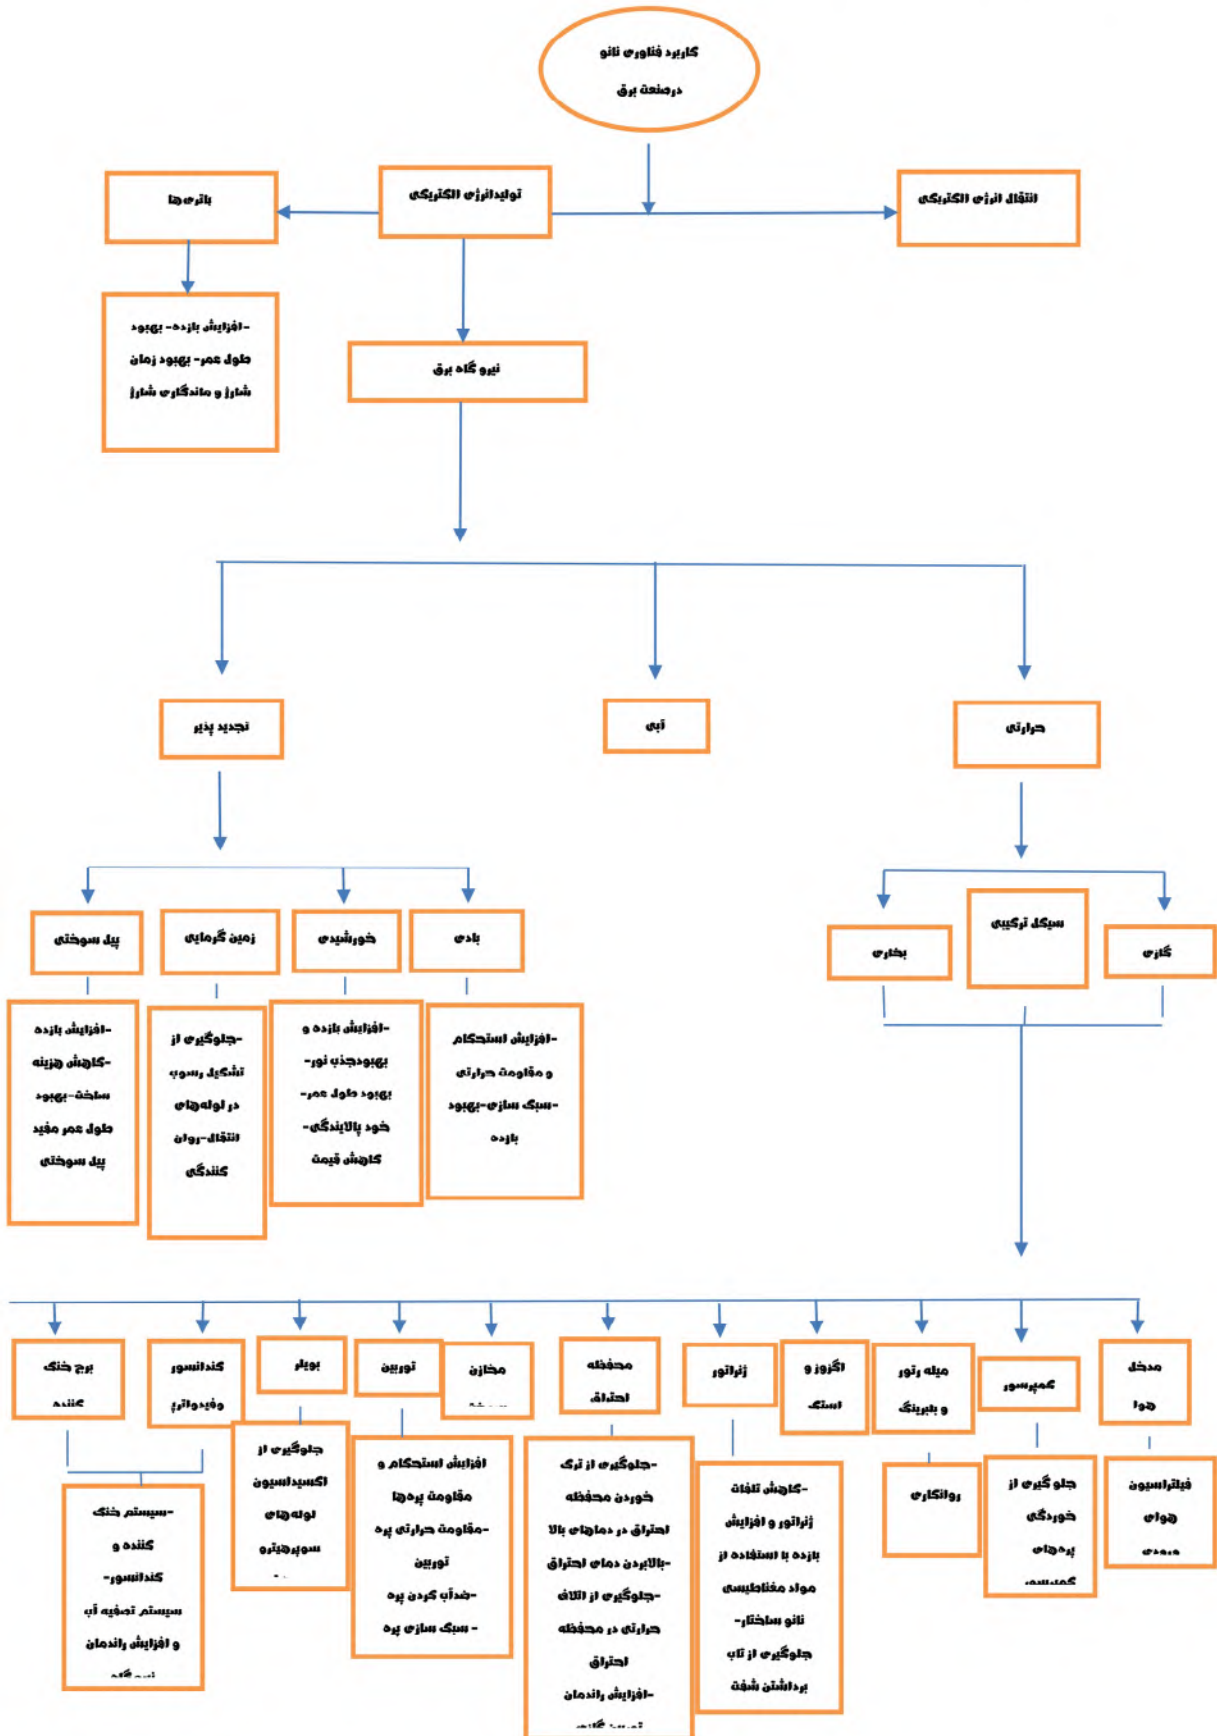 کاربرد فناوری نانو
درصنعت برق
انتقال انرژی الکتریکی
تولیدانرژی الکتریکی
باتری‌ها
-افزایش بازده- بهبود
طول عمر- بهبود زمان
شارژ و ماندگاری شارژ
نیرو گاه برق
حرارتی
آبی
تجدید پذیر
گازی
سیکل ترکیبی
بخاری
بادی
خورشیدی
زمین گرمایی
پیل سوختی
-افزایش استحکام
و مقاومت حرارتی
-سبک سازی-بهبود
بازده
-افزایش بازده و
بهبودجذب نور-
بهبود طول عمر-
خود پالایندگی-
کاهش قیمت
-جلوگیری از
تشکیل رسوب
در لوله‌های
انتقال-روان
کنندگی
-افزایش بازده
-کاهش هزینه
ساخت-بهبود
طول عمر مفید
پیل سوختی
مدخل
هوا
کمپرسور
میله رتور
و بلبرینگ
اگزوز و
استک
ژنراتور
محفظه
احتراق
مخازن
توربین
بویلر
کندانسور
وفیدواترپ
برج خنک
کننده
فیلتراسیون
هوای
ورودی
جلو گیری از
خوردگی
پره‌های
کمپرسور
روانکاری
-کاهش تلفات
ژنراتور و افزایش
بازده با استفاده از
مواد مغناطیسی
نانو ساختار-
جلوگیری از تاب
برداشتن شفت
-جلوگیری از ترک
خوردن محفظه
احتراق در دماهای بالا
-بالابردن دمای احتراق
-جلوگیری از اتلاف
حرارتی در محفظه
احتراق
-افزایش راندمان
توربین گازی
افزایش استحکام و
مقاومت پره‌ها
-مقاومت حرارتی پره
توربین
-ضدآب کردن پره
- سبک سازی پره
جلوگیری از
اکسیداسیون
لوله‌های
سوپرهیترو
-سیستم خنک
کننده و
کندانسور-
سیستم تصفیه آب
و افزایش راندمان
نیروگاه